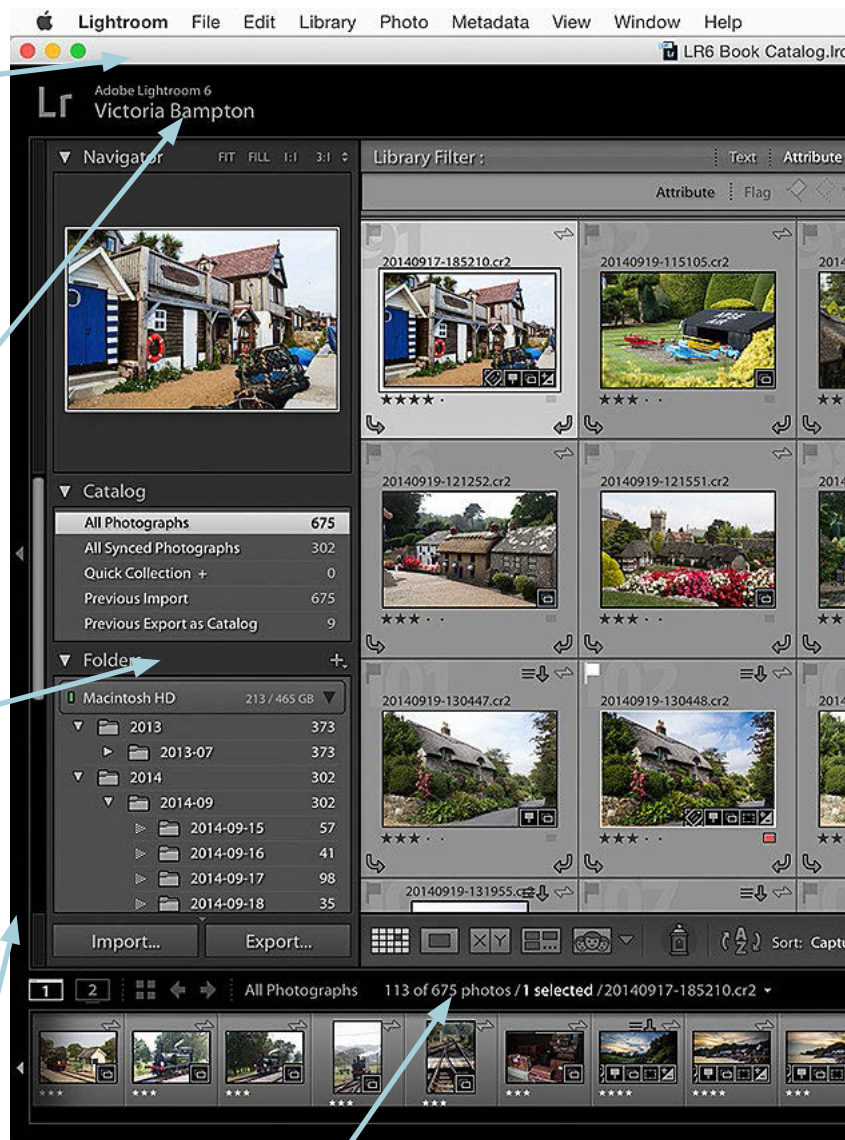 Lightroom File Edit Library Photo Metadata View Window Help
LR6 Book Catalog.lrc
Lr
Adobe Lightroom 6
Victoria Bampton
Navigator FIT FILL 1:1 3:1
Library Filter : Text Attribute
Attribute Flag
20140917-185210.cr2
20140919-115105.cr2
2014
20140919-121252.cr2
20140919-121551.cr2
2014
Catalog
All Photographs 675
All Synced Photographs 302
Quick Collection + 0
Previous Import 675
Previous Export as Catalog 9
Folders +
Macintosh HD 213 / 465 GB
2013 373
2013-07 373
2014 302
2014-09 302
2014-09-15 57
2014-09-16 41
2014-09-17 98
2014-09-18 35
20140919-130447.cr2
20140919-130448.cr2
2014
20140919-131955.cr2
Import... Export...
XY
Sort: Captu
1 2 All Photographs 113 of 675 photos / 1 selected / 20140917-185210.cr2